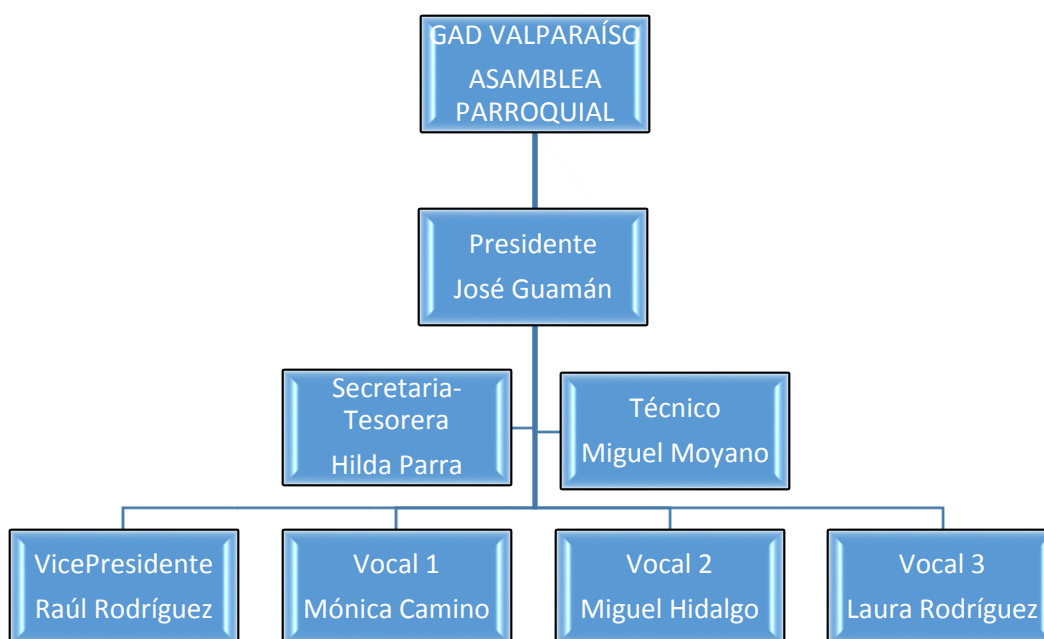 GAD VALPARAÍSO
ASAMBLEA
PARROQUIAL
Presidente
José Guamán
Secretaria-
Tesorera
Hilda Parra
Técnico
Miguel Moyano
VicePresidente
Raúl Rodríguez
Vocal 1
Mónica Camino
Vocal 2
Miguel Hidalgo
Vocal 3
Laura Rodríguez